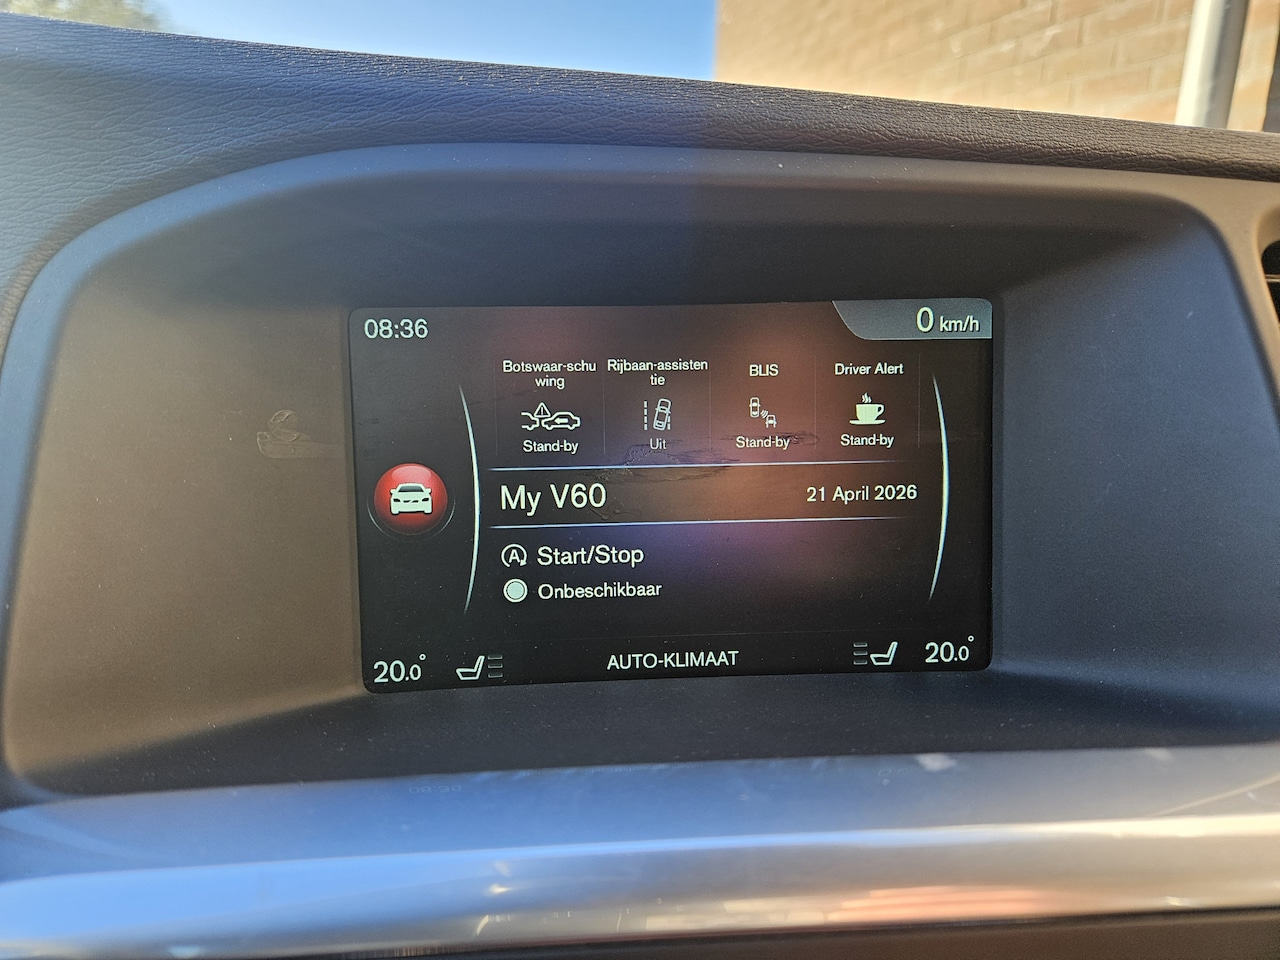 08:36
0 km/h
Botswaar-schu
wing
Rijbaan-assisten
tie
BLIS
Driver Alert
Stand-by
Uit
Stand-by
Stand-by
My V60
21 April 2026
A Start/Stop
Onbeschikbaar
20.0°
AUTO-KLIMAAT
20.0°